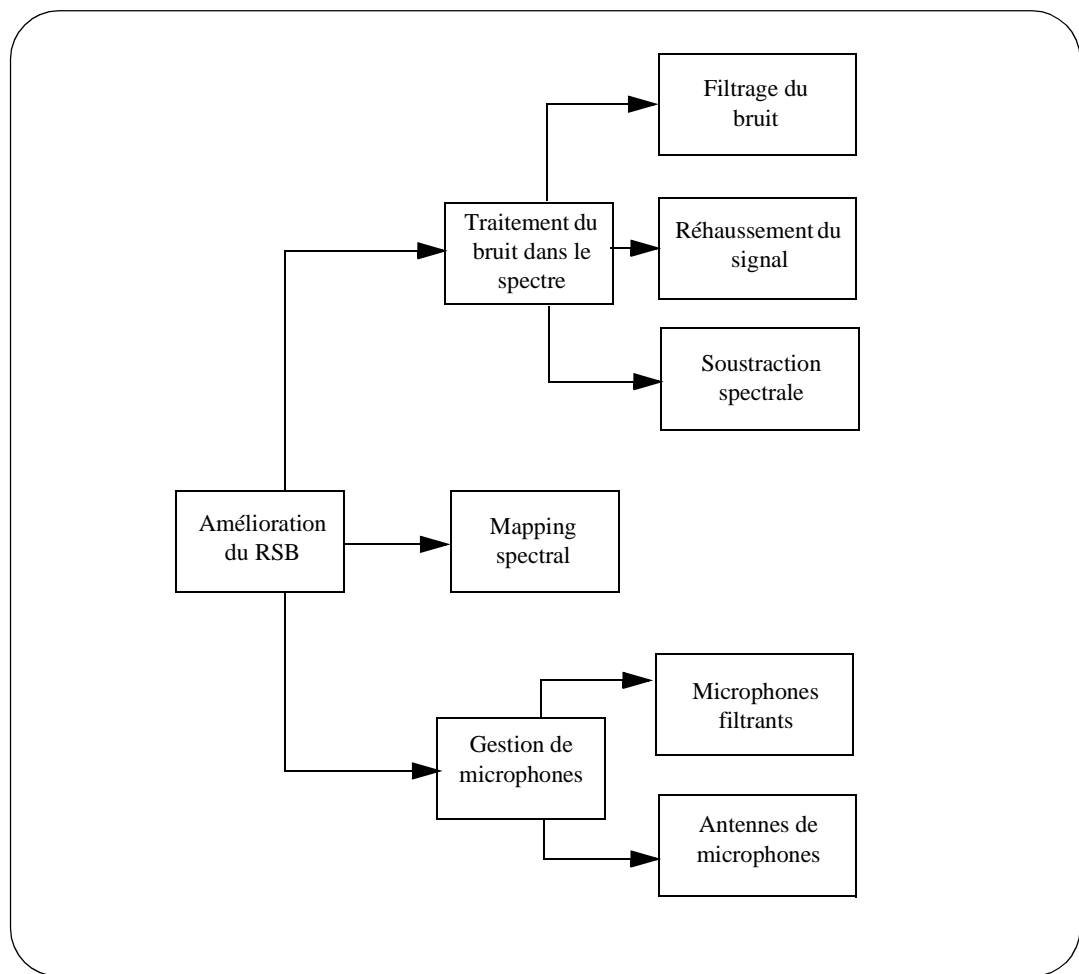 Filtrage du
bruit
Traitement du
bruit dans le
spectre
Réhaussement du
signal
Soustraction
spectrale
Amélioration
du RSB
Mapping
spectral
Gestion de
microphones
Microphones
filtrants
Antennes de
microphones